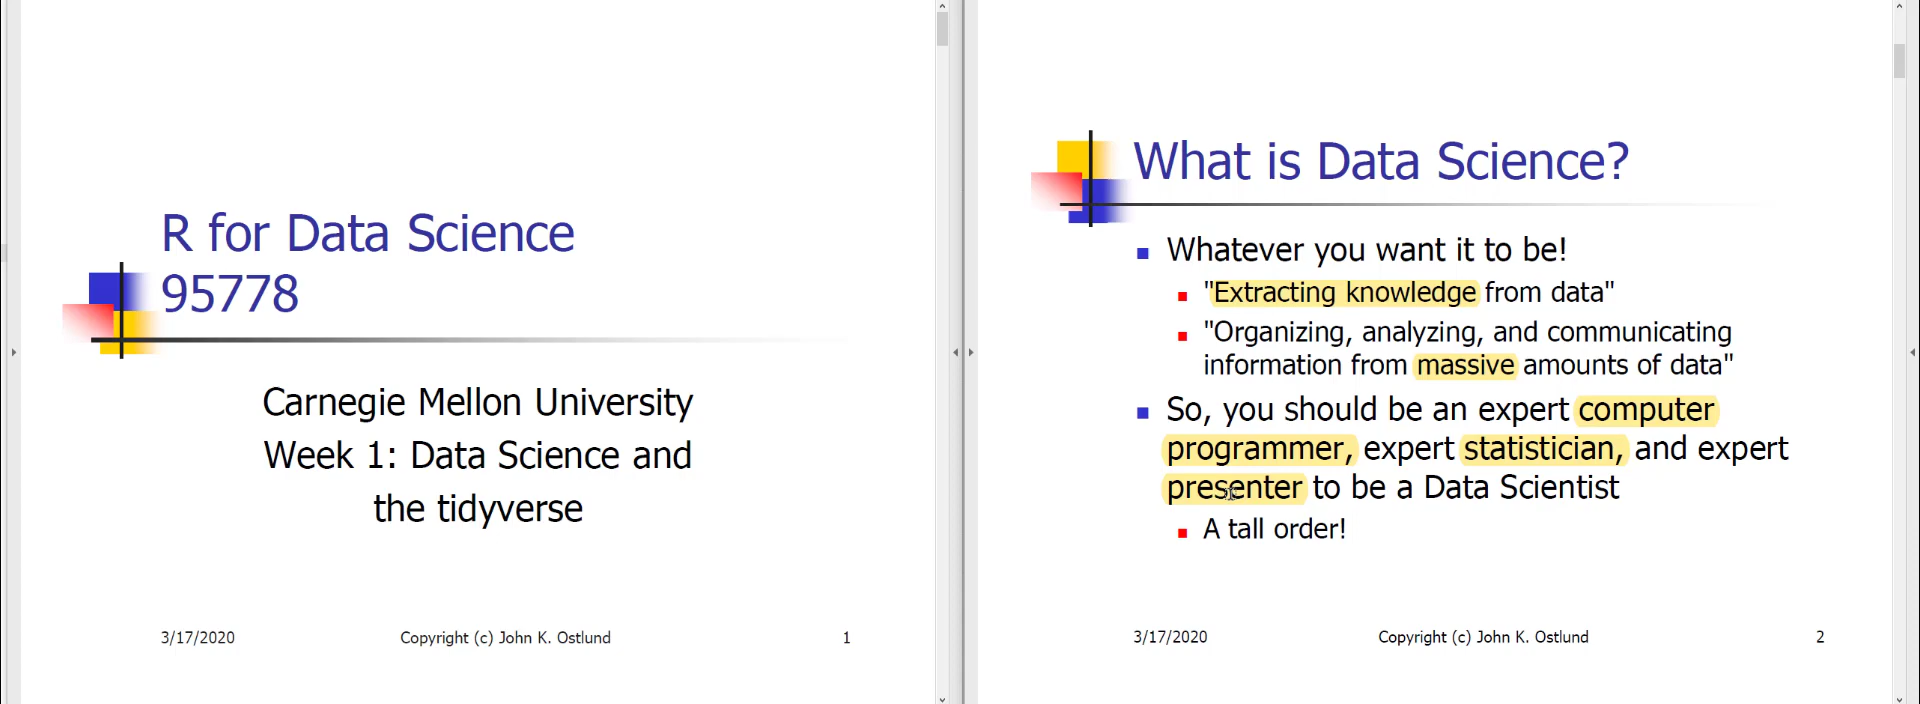 R for Data Science
95778
Carnegie Mellon University
Week 1: Data Science and
the tidyverse
3/17/2020 Copyright (c) John K. Ostlund 1
What is Data Science?
Whatever you want it to be!
"Extracting knowledge from data"
"Organizing, analyzing, and communicating
information from massive amounts of data"
So, you should be an expert computer
programmer, expert statistician, and expert
presenter to be a Data Scientist
A tall order!
3/17/2020 Copyright (c) John K. Ostlund 2